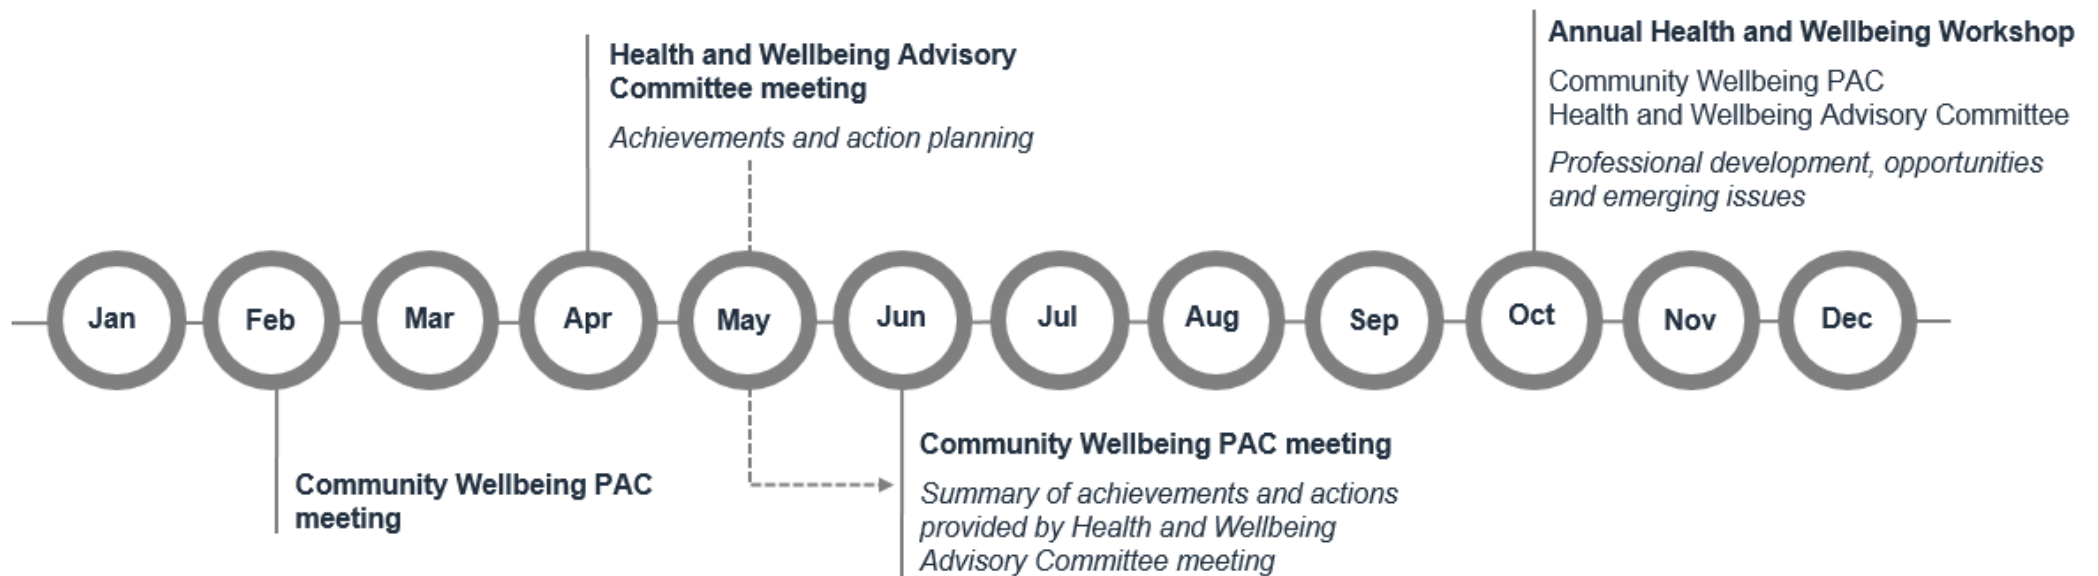 Health and Wellbeing Advisory
Committee meeting
Achievements and action planning
Annual Health and Wellbeing Workshop
Community Wellbeing PAC
Health and Wellbeing Advisory Committee
Professional development, opportunities
and emerging issues
Jan
Feb
Mar
Apr
May
Jun
Jul
Aug
Sep
Oct
Nov
Dec
Community Wellbeing PAC
meeting
Community Wellbeing PAC meeting
Summary of achievements and actions
provided by Health and Wellbeing
Advisory Committee meeting